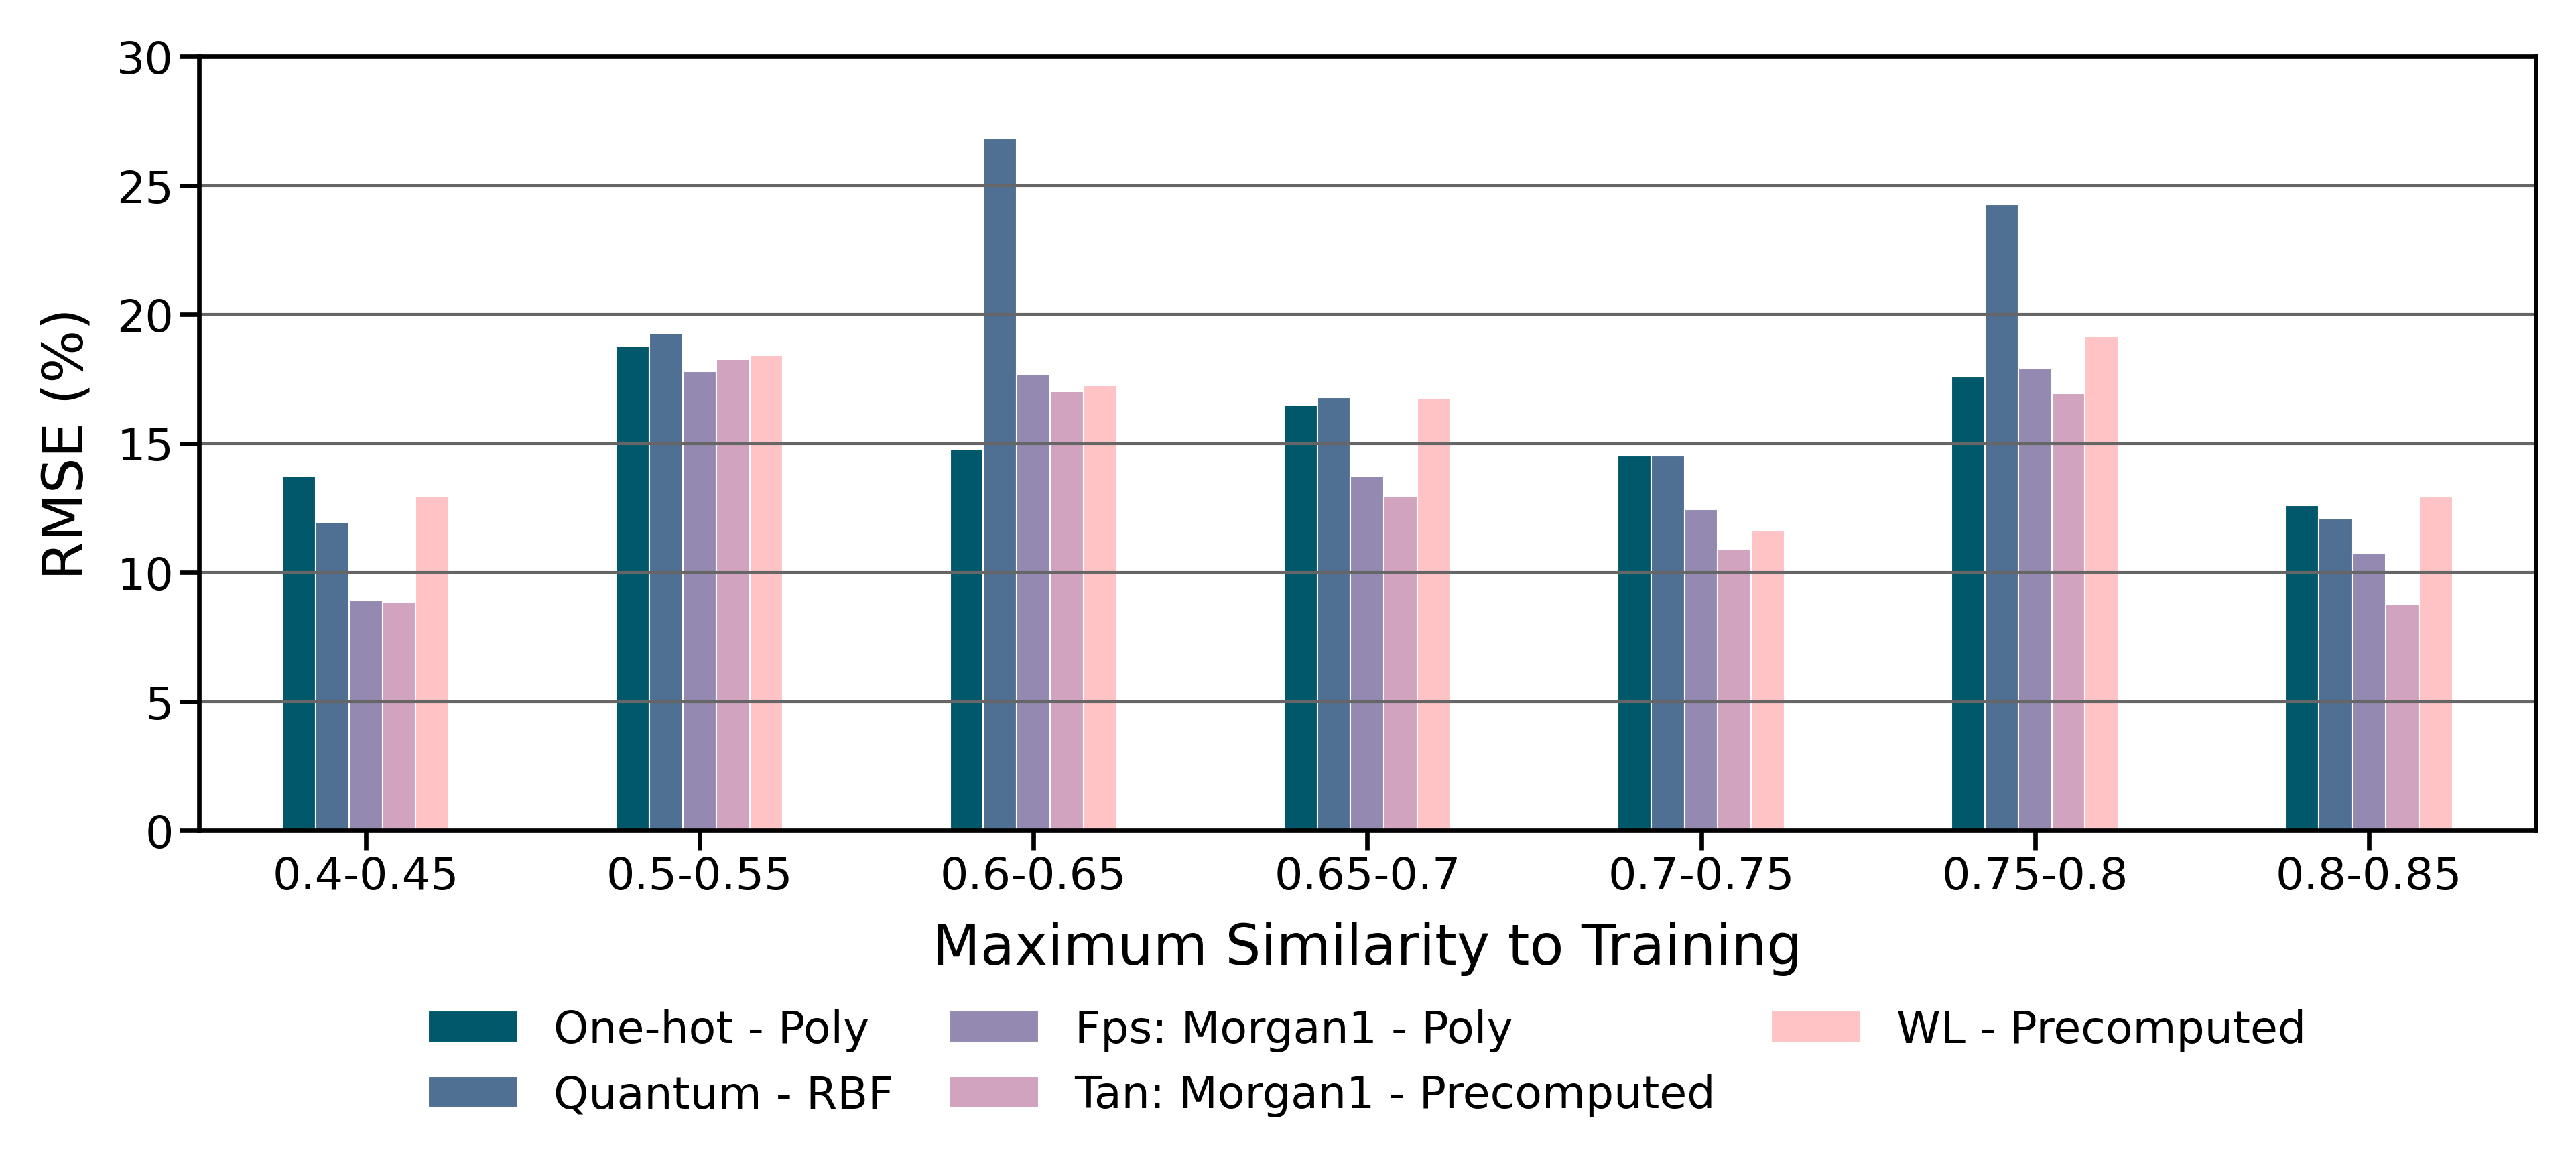 30
25
20
15
10
5
0
RMSE (%)
0.4-0.45 0.5-0.55 0.6-0.65 0.65-0.7 0.7-0.75 0.75-0.8 0.8-0.85
Maximum Similarity to Training
One-hot - Poly Fps: Morgan1 - Poly WL - Precomputed
Quantum - RBF Tan: Morgan1 - Precomputed